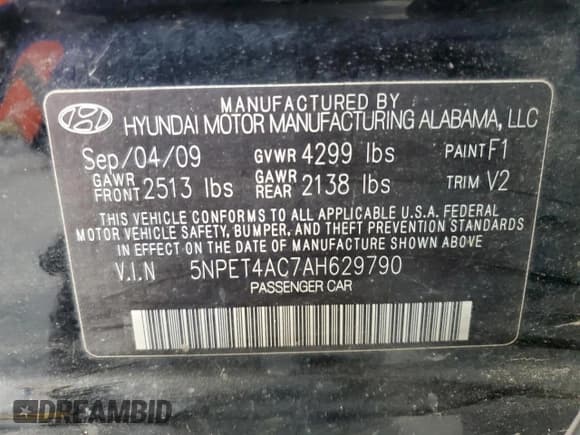 MANUFACTURED BY
HYUNDAI MOTOR MANUFACTURING ALABAMA, LLC
Sep/04/09 GVWR 4299 lbs PAINT F1
GAWR FRONT 2513 lbs GAWR REAR 2138 lbs TRIM V2
THIS VEHICLE CONFORMS TO ALL APPLICABLE U.S.A. FEDERAL
MOTOR VEHICLE SAFETY, BUMPER, AND THEFT PREVENTION STANDARDS
IN EFFECT ON THE DATE OF MANUFACTURE SHOWN ABOVE.
V.I.N 5NPET4AC7AH629790
PASSENGER CAR
DREAMBID